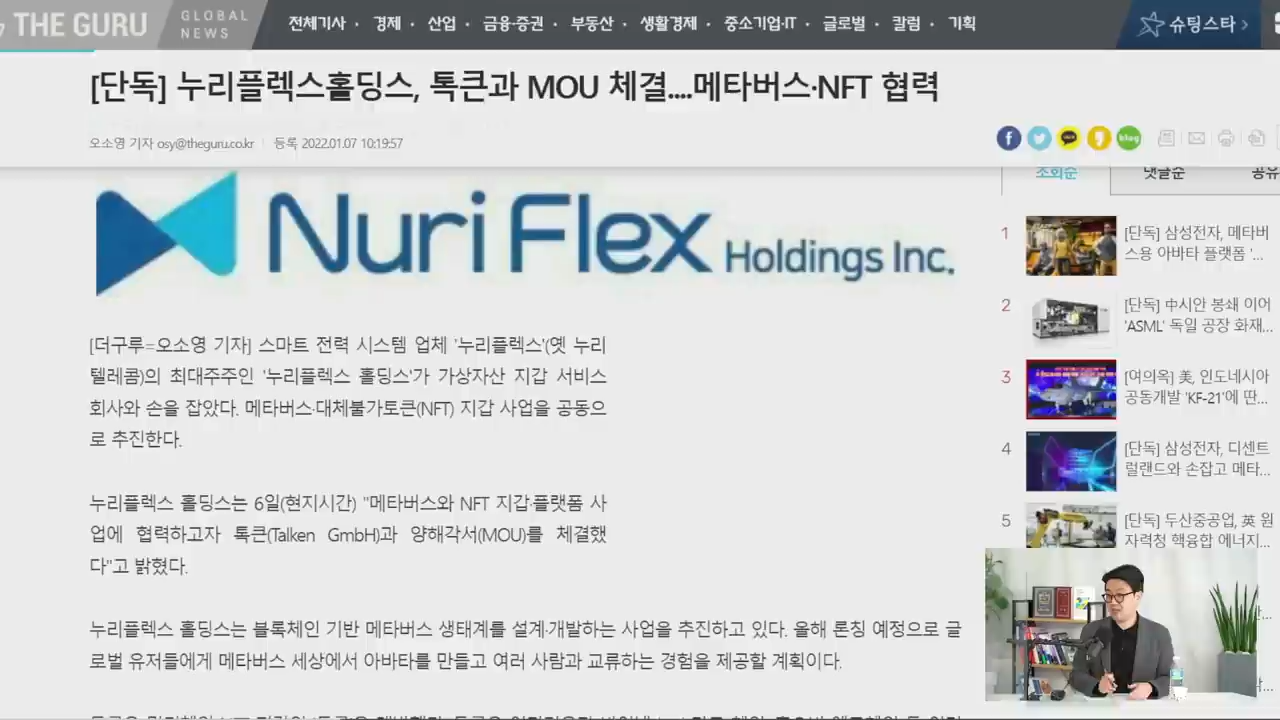 THE GURU
GLOBAL
NEWS
전체기사 · 경제 · 산업 · 금융·증권 · 부동산 · 생활경제 · 중소기업·IT · 글로벌 · 칼럼 · 기획
슈팅스타
[단독] 누리플렉스홀딩스, 톡큰과 MOU 체결....메타버스·NFT 협력
오소영 기자 osy@theguru.co.kr
등록 2022.01.07 10:19:57
blog
Nuri Flex Holdings Inc.
[더구루=오소영 기자] 스마트 전력 시스템 업체 '누리플렉스'(옛 누리
텔레콤)의 최대주주인 '누리플렉스 홀딩스'가 가상자산 지갑 서비스
회사와 손을 잡았다. 메타버스·대체불가토큰(NFT) 지갑 사업을 공동으
로 추진한다.
누리플렉스 홀딩스는 6일(현지시간) "메타버스와 NFT 지갑·플랫폼 사
업에 협력하고자 톡큰(Talken GmbH)과 양해각서(MOU)를 체결했
다"고 밝혔다.
누리플렉스 홀딩스는 블록체인 기반 메타버스 생태계를 설계·개발하는 사업을 추진하고 있다. 올해 론칭 예정으로 글
로벌 유저들에게 메타버스 세상에서 아바타를 만들고 여러 사람과 교류하는 경험을 제공할 계획이다.
조회순
댓글순
공유
1
[단독] 삼성전자, 메타버
스용 아바타 플랫폼 '...
2
[단독] 中시안 봉쇄 이어
'ASML' 독일 공장 화재...
3
[여의옥] 美, 인도네시아
공동개발 'KF-21'에 딴...
4
[단독] 삼성전자, 디센트
럴랜드와 손잡고 메타...
5
[단독] 두산중공업, 英 원
자력청 핵융합 에너지...